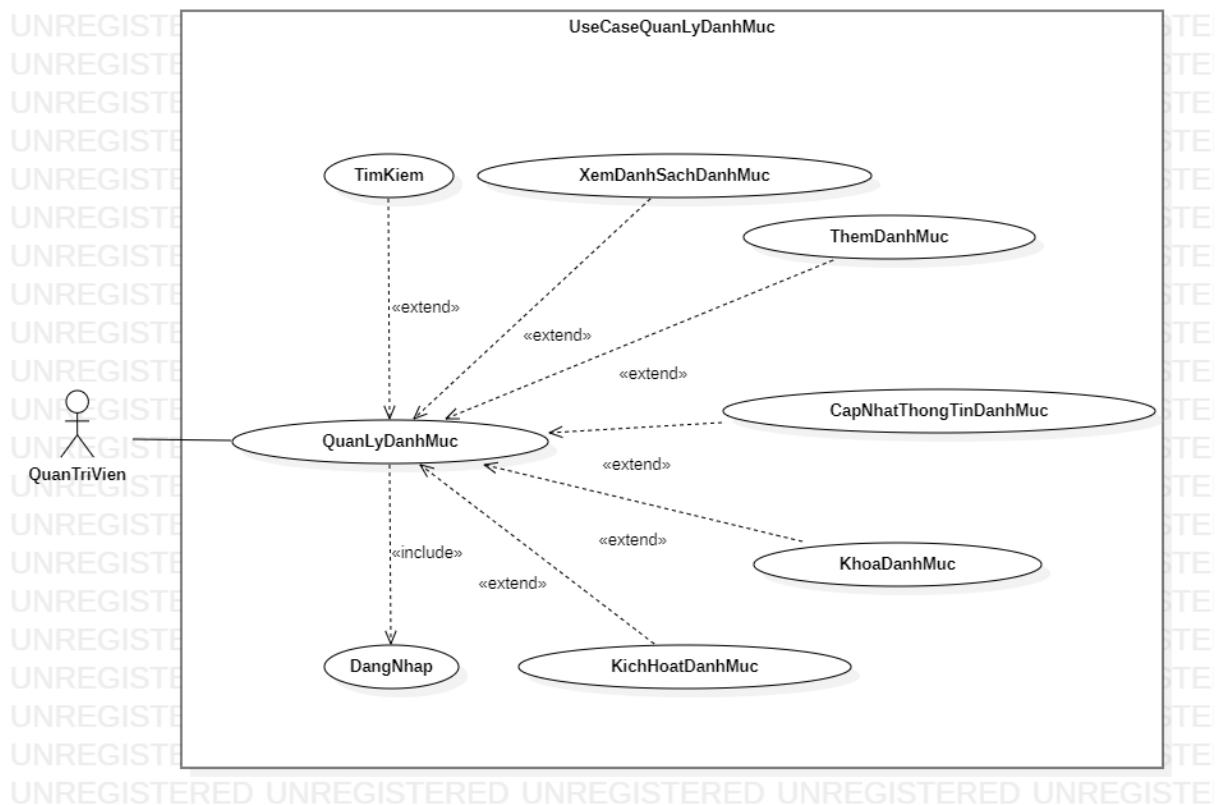 UseCaseQuanLyDanhMuc
TimKiem
XemDanhSachDanhMuc
ThemDanhMuc
«extend»
«extend»
«extend»
CapNhatThongTinDanhMuc
QuanLyDanhMuc
QuanTriVien
«extend»
«extend»
«include»
«extend»
KhoaDanhMuc
DangNhap
KichHoatDanhMuc
UNREGISTERED UNREGISTERED UNREGISTERED UNREGISTERED